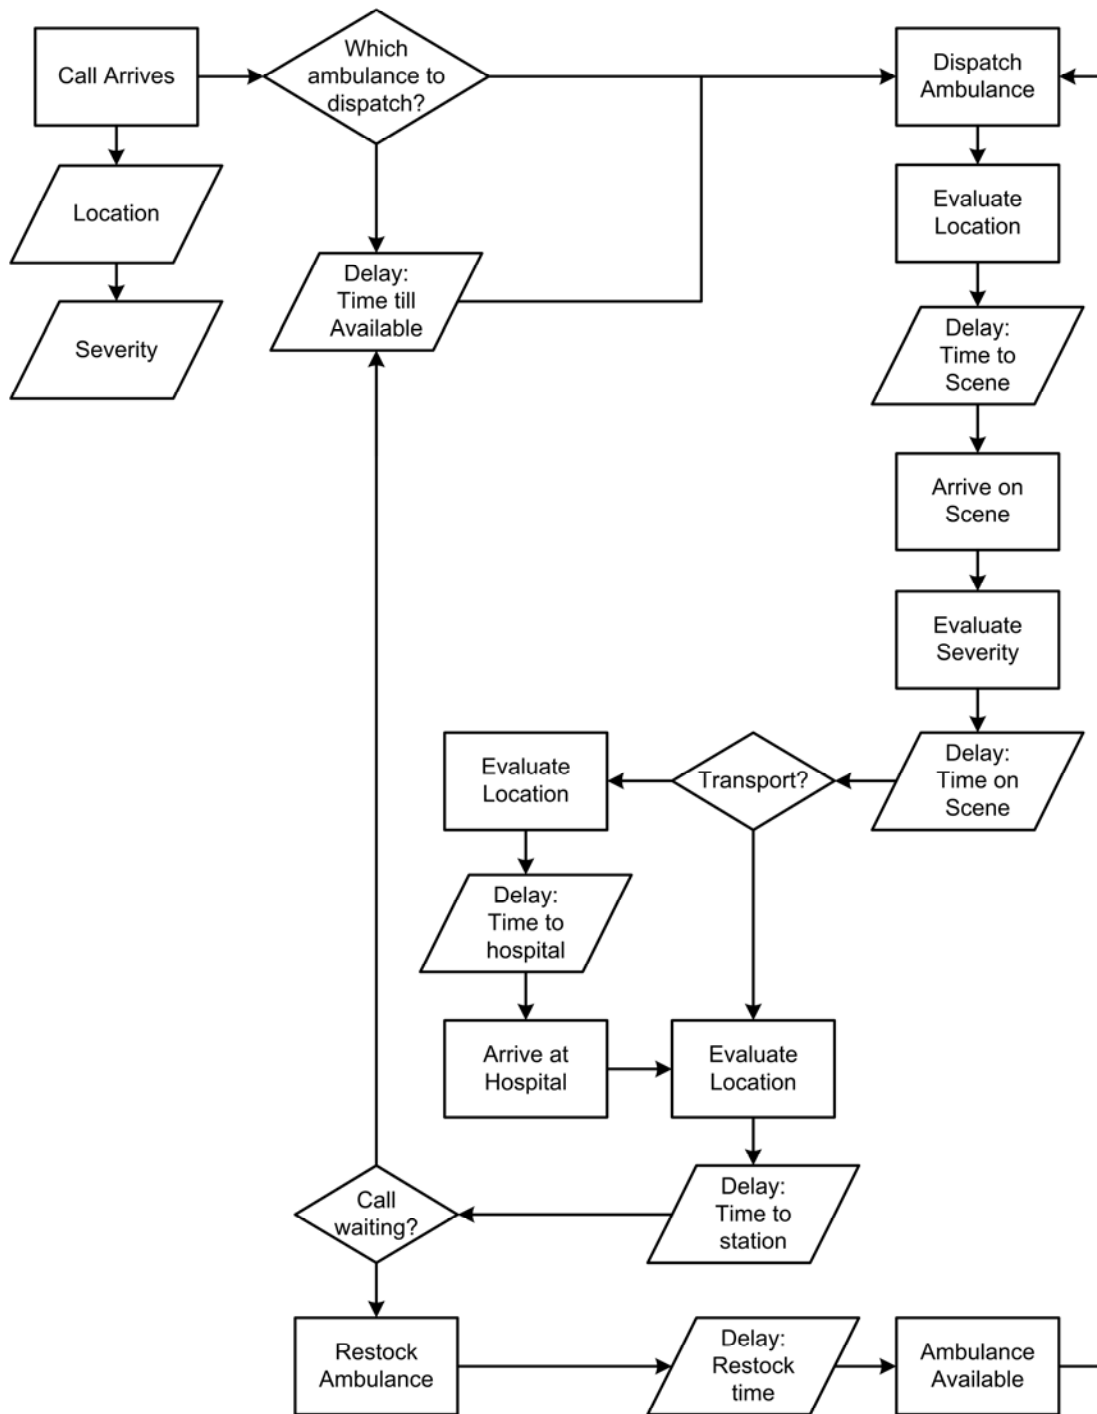 Call Arrives
Which
ambulance to
dispatch?
Dispatch
Ambulance
Location
Evaluate
Location
Severity
Delay:
Time till
Available
Delay:
Time to
Scene
Arrive on
Scene
Evaluate
Severity
Evaluate
Location
Transport?
Delay:
Time on
Scene
Delay:
Time to
hospital
Arrive at
Hospital
Evaluate
Location
Call
waiting?
Delay:
Time to
station
Restock
Ambulance
Delay:
Restock
time
Ambulance
Available